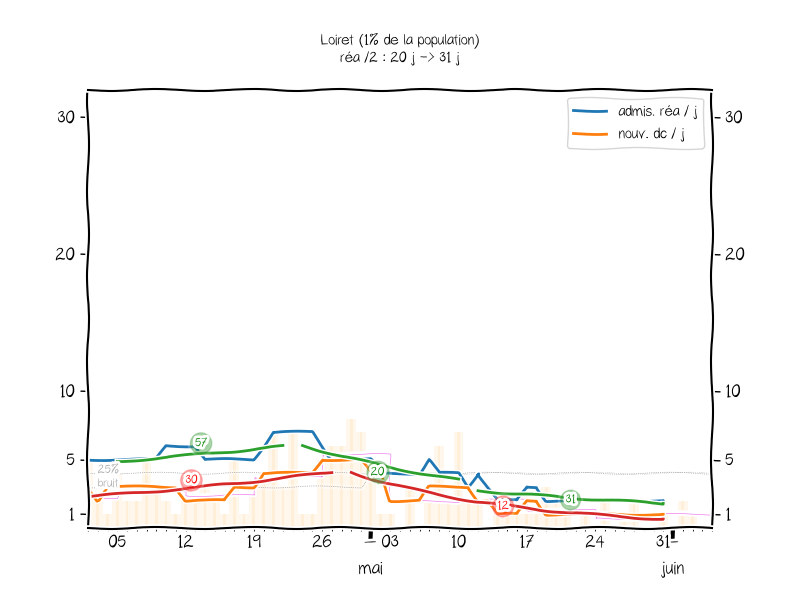 Loiret (1% de la population)
réa /2 : 20 j -> 31 j
admis. réa / j
nouv. dc / j
30
30
20
20
10
10
57
5
25%
20
5
bruit
30
31
12
1
1
05 12 19 26 03 10 17 24 31
mai juin